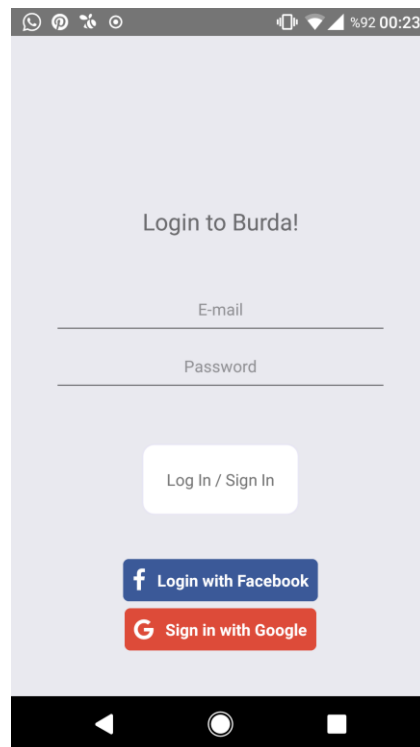 %92 00:23
Login to Burda!
E-mail
Password
Log In / Sign In
Login with Facebook
Sign in with Google